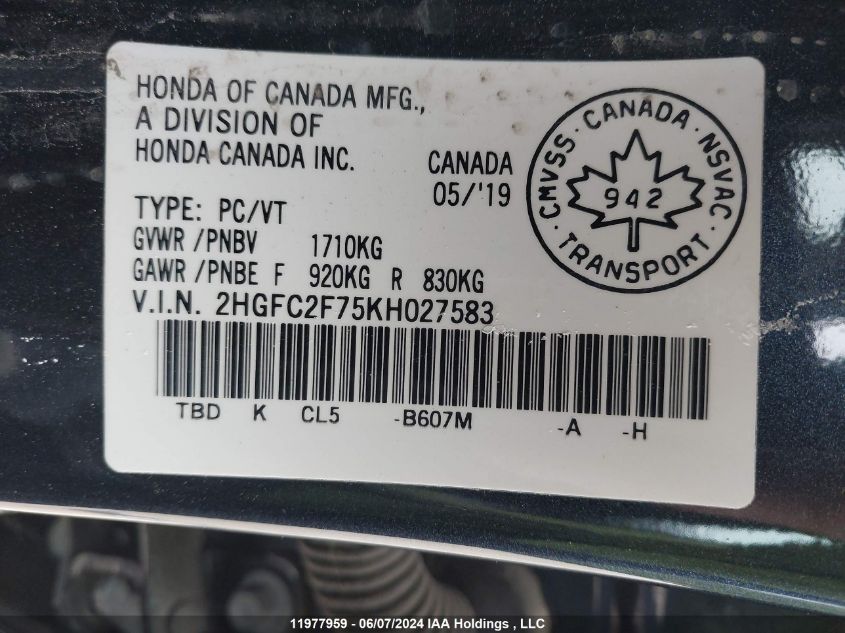 HONDA OF CANADA MFG.,
A DIVISION OF
HONDA CANADA INC.
CANADA
05/'19
TYPE: PC/VT
GVWR /PNBV 1710KG
GAWR /PNBE F 920KG R 830KG
V.I.N. 2HGFC2F75KH027583
TBD K CL5 -B607M -A -H
CMVSS · CANADA · NSVAC
942
· TRANSPORT ·
11977959 - 06/07/2024 IAA Holdings , LLC